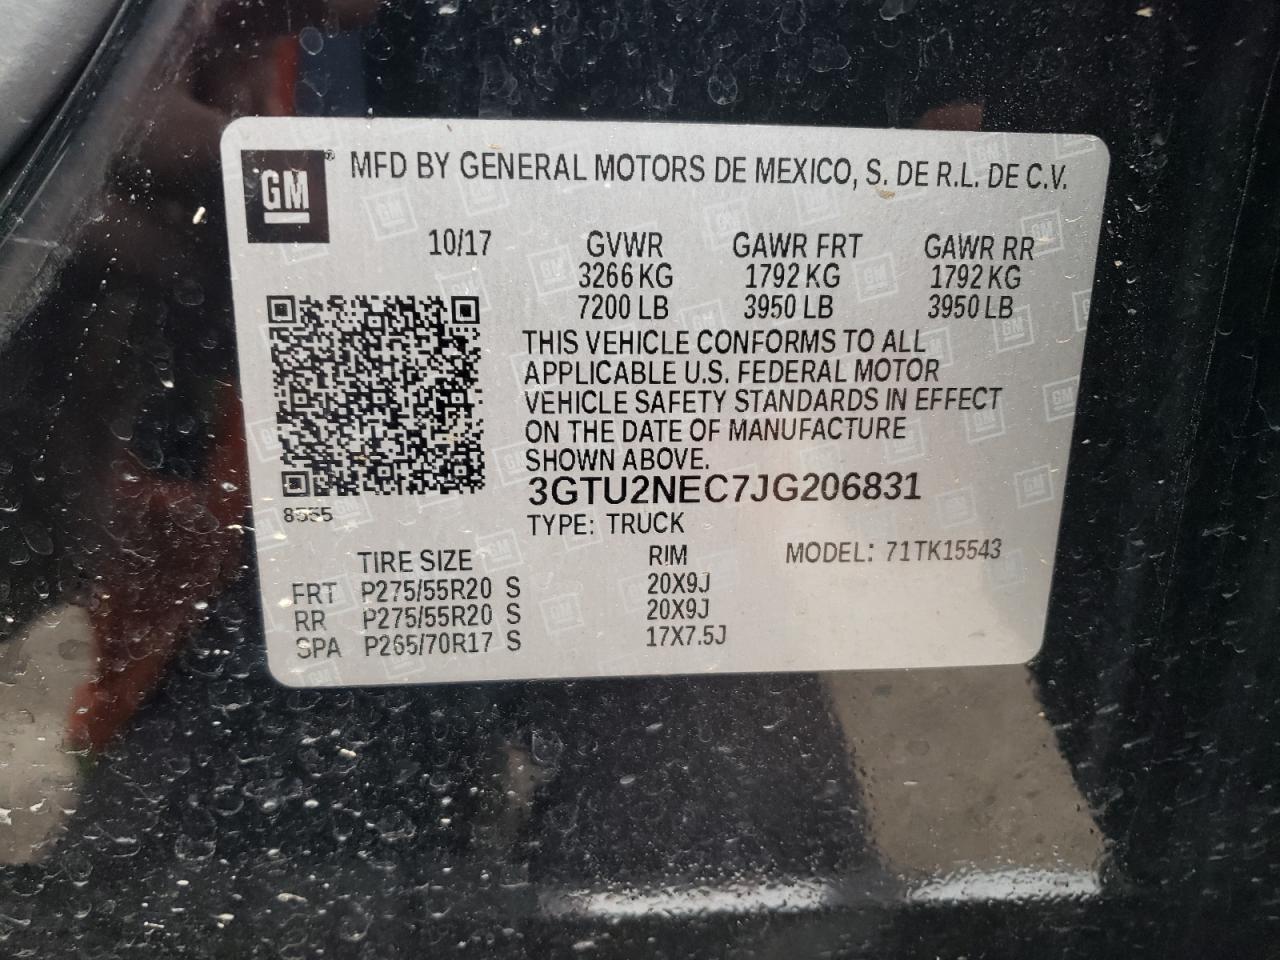 GM ® MFD BY GENERAL MOTORS DE MEXICO, S. DE R.L. DE C.V.
10/17 GVWR GAWR FRT GAWR RR
3266 KG 1792 KG 1792 KG
7200 LB 3950 LB 3950 LB
THIS VEHICLE CONFORMS TO ALL
APPLICABLE U.S. FEDERAL MOTOR
VEHICLE SAFETY STANDARDS IN EFFECT
ON THE DATE OF MANUFACTURE
SHOWN ABOVE.
3GTU2NEC7JG206831
TYPE: TRUCK
TIRE SIZE RIM MODEL: 71TK15543
FRT P275/55R20 S 20X9J
RR P275/55R20 S 20X9J
SPA P265/70R17 S 17X7.5J